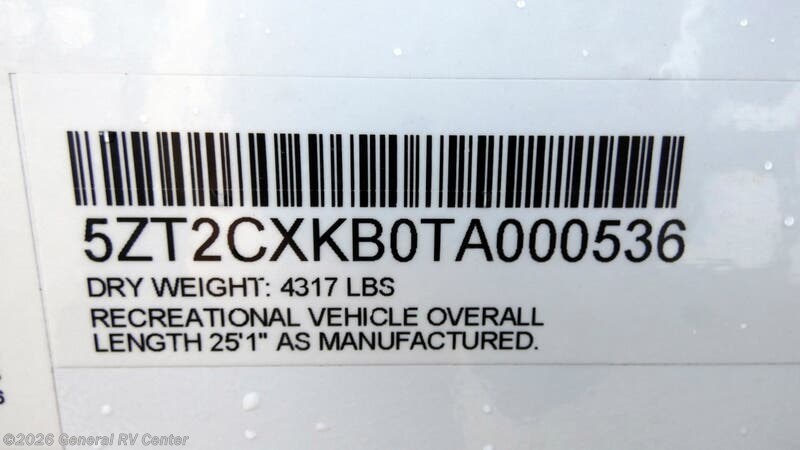 5ZT2CXKB0TA000536
DRY WEIGHT: 4317 LBS
RECREATIONAL VEHICLE OVERALL
LENGTH 25'1" AS MANUFACTURED.
©2026 General RV Center